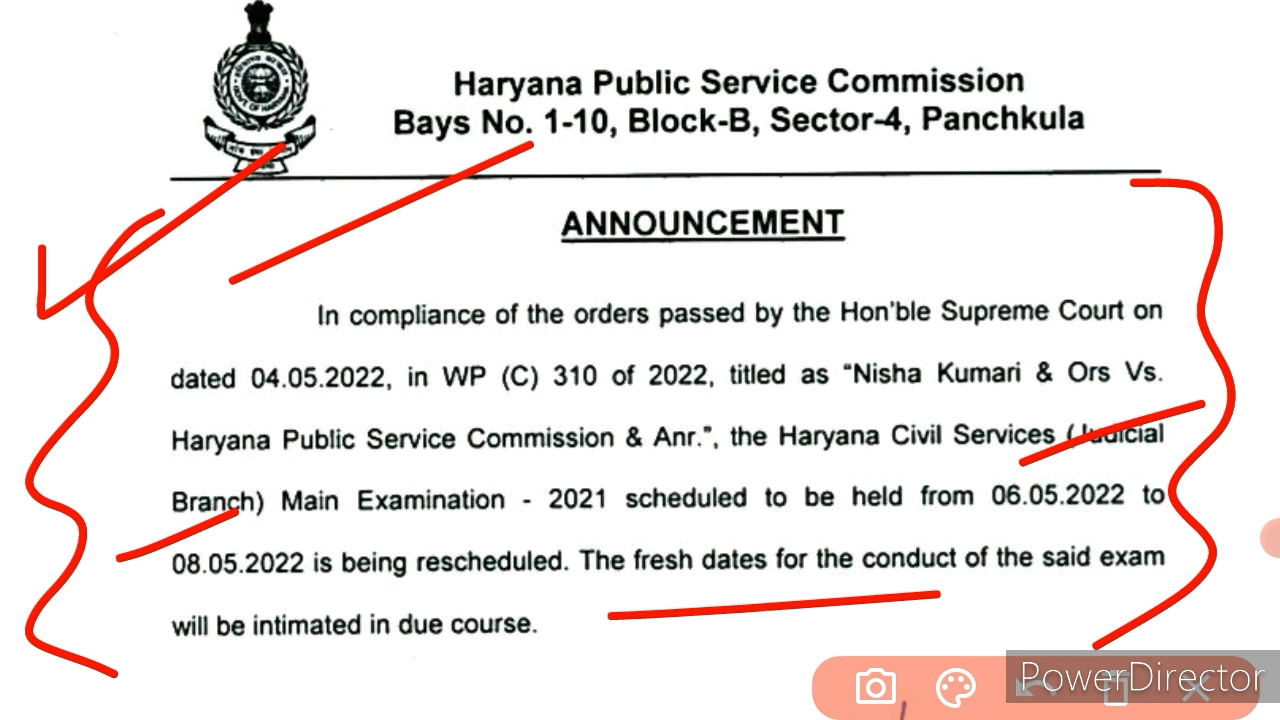 Haryana Public Service Commission
Bays No. 1-10, Block-B, Sector-4, Panchkula
ANNOUNCEMENT
In compliance of the orders passed by the Hon'ble Supreme Court on
dated 04.05.2022, in WP (C) 310 of 2022, titled as "Nisha Kumari & Ors Vs.
Haryana Public Service Commission & Anr.", the Haryana Civil Services (Judicial
Branch) Main Examination - 2021 scheduled to be held from 06.05.2022 to
08.05.2022 is being rescheduled. The fresh dates for the conduct of the said exam
will be intimated in due course.
PowerDirector